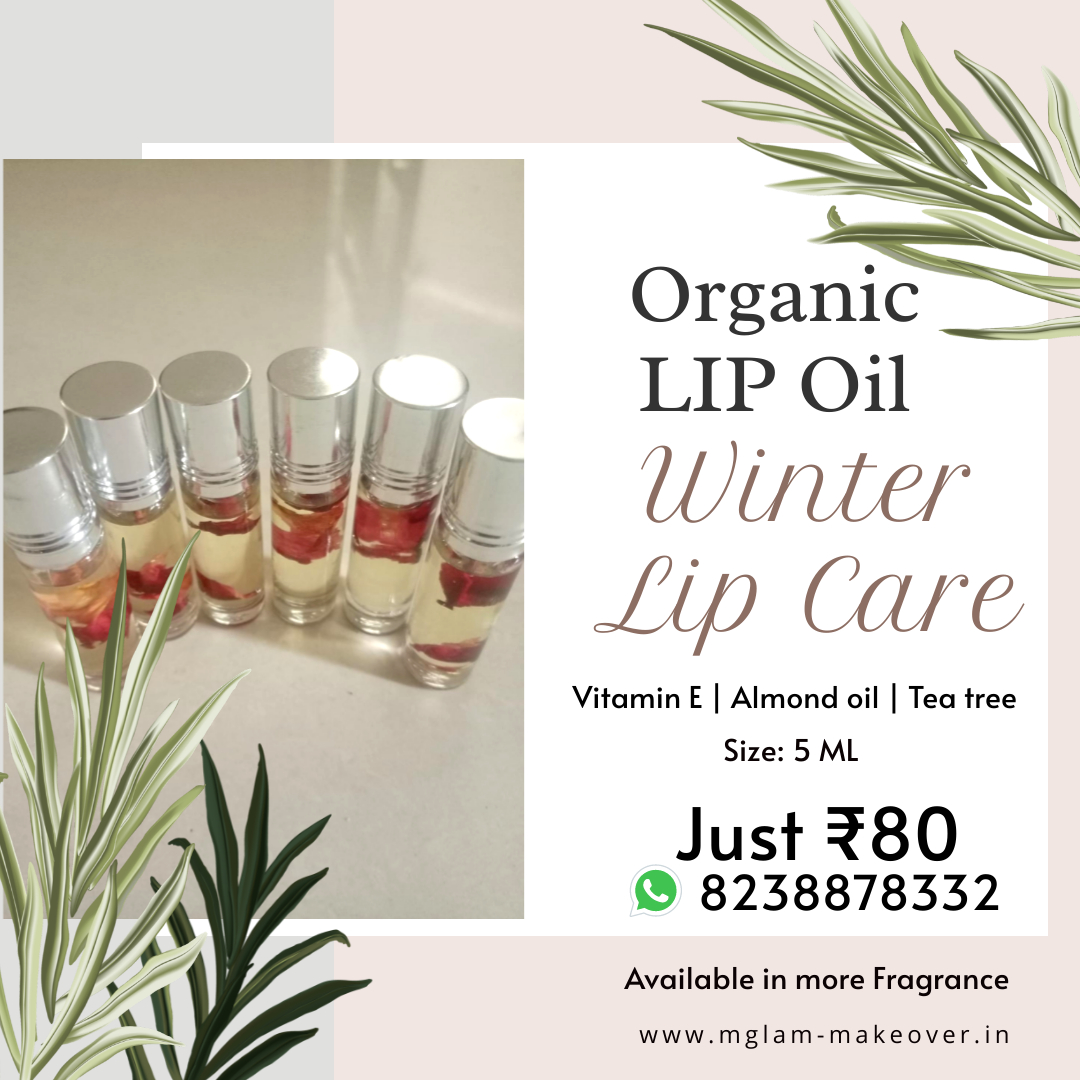 Organic
LIP Oil
Winter
Lip Care
Vitamin E | Almond oil | Tea tree
Size: 5 ML
Just ₹80
8238878332
Available in more Fragrance
www.mglam-makeover.in